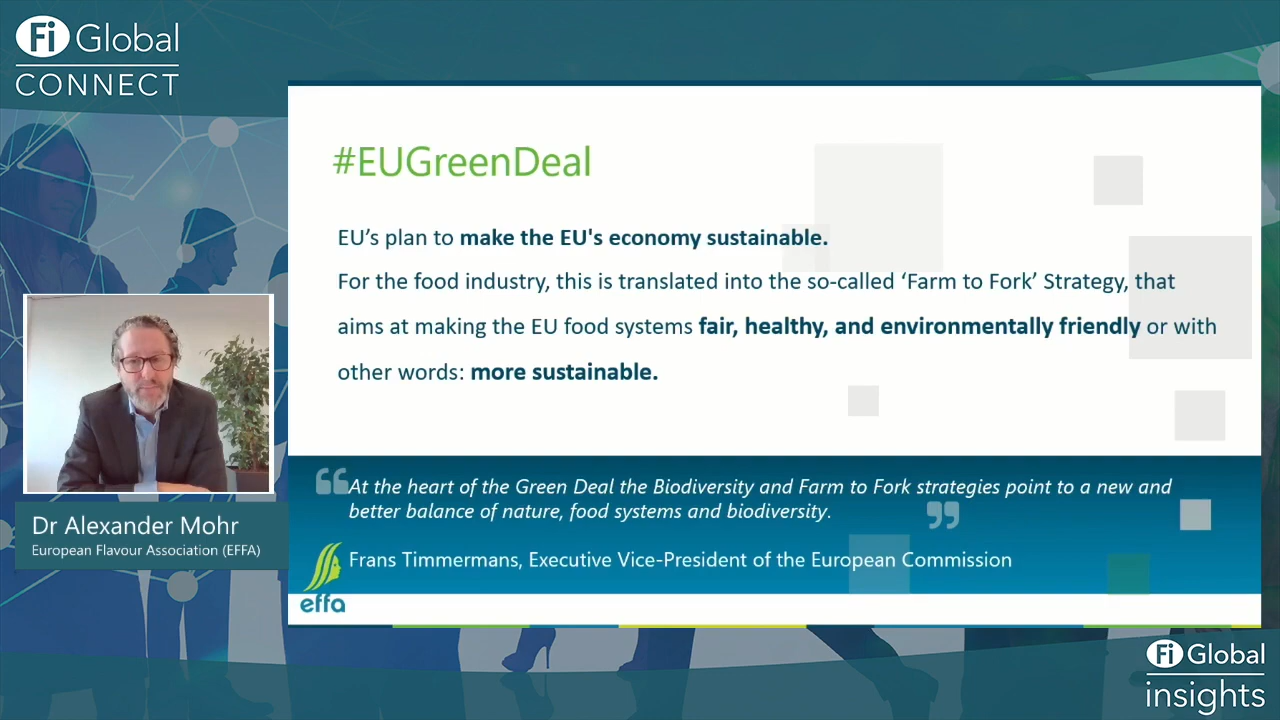 Fi Global
CONNECT
#EUGreenDeal
EU’s plan to make the EU's economy sustainable.
For the food industry, this is translated into the so-called ‘Farm to Fork’ Strategy, that
aims at making the EU food systems fair, healthy, and environmentally friendly or with
other words: more sustainable.
“At the heart of the Green Deal the Biodiversity and Farm to Fork strategies point to a new and
better balance of nature, food systems and biodiversity. ”
Frans Timmermans, Executive Vice-President of the European Commission
effa
Dr Alexander Mohr
European Flavour Association (EFFA)
Fi Global
insights